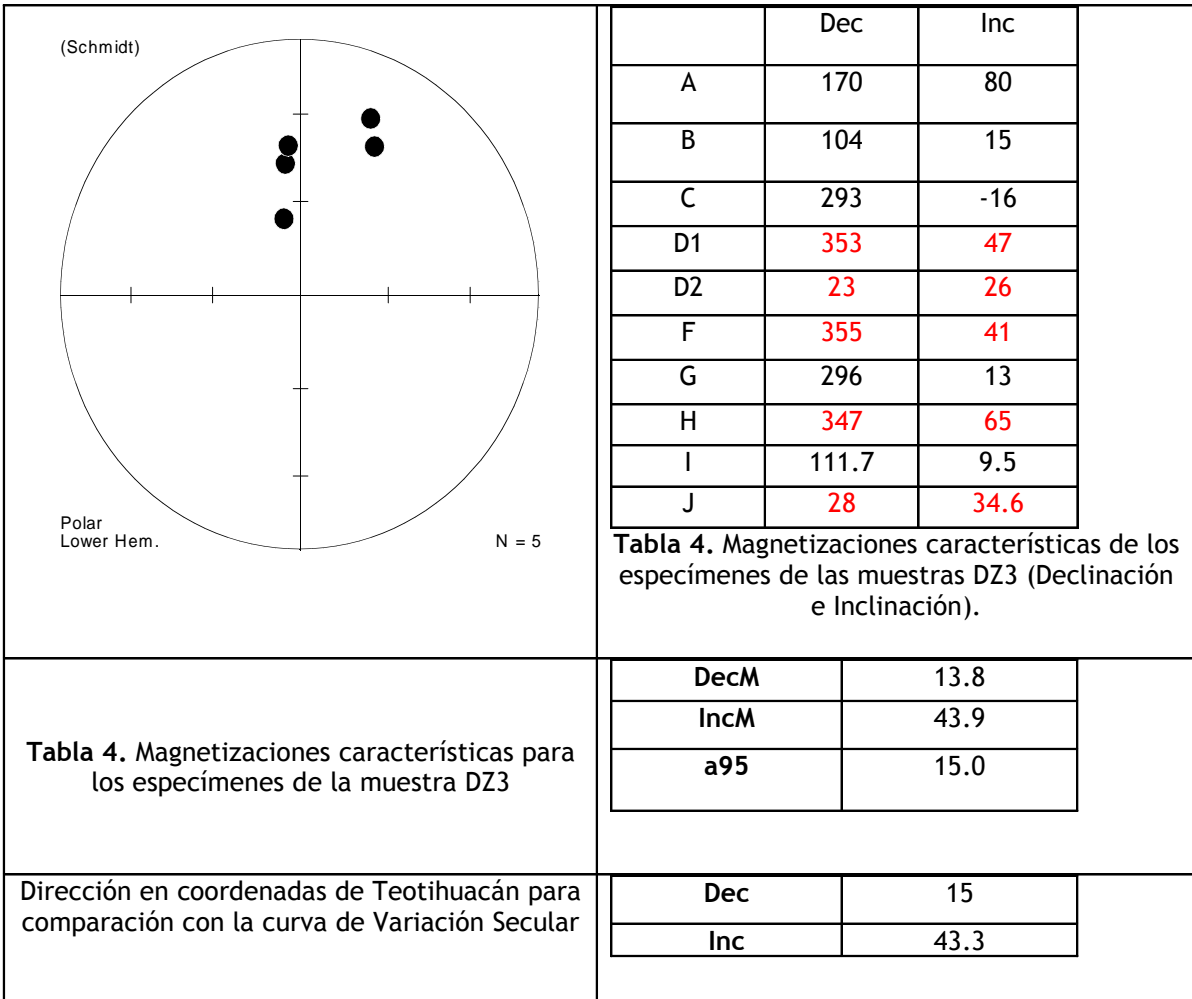 (Schmidt)
Polar
Lower Hem.
N = 5
Dec Inc
A 170 80
B 104 15
C 293 -16
D1 353 47
D2 23 26
F 355 41
G 296 13
H 347 65
I 111.7 9.5
J 28 34.6
Tabla 4. Magnetizaciones características de los
especímenes de las muestras DZ3 (Declinación
e Inclinación).
Tabla 4. Magnetizaciones características para
los especímenes de la muestra DZ3
DecM 13.8
IncM 43.9
a95 15.0
Dirección en coordenadas de Teotihuacán para
comparación con la curva de Variación Secular
Dec 15
Inc 43.3